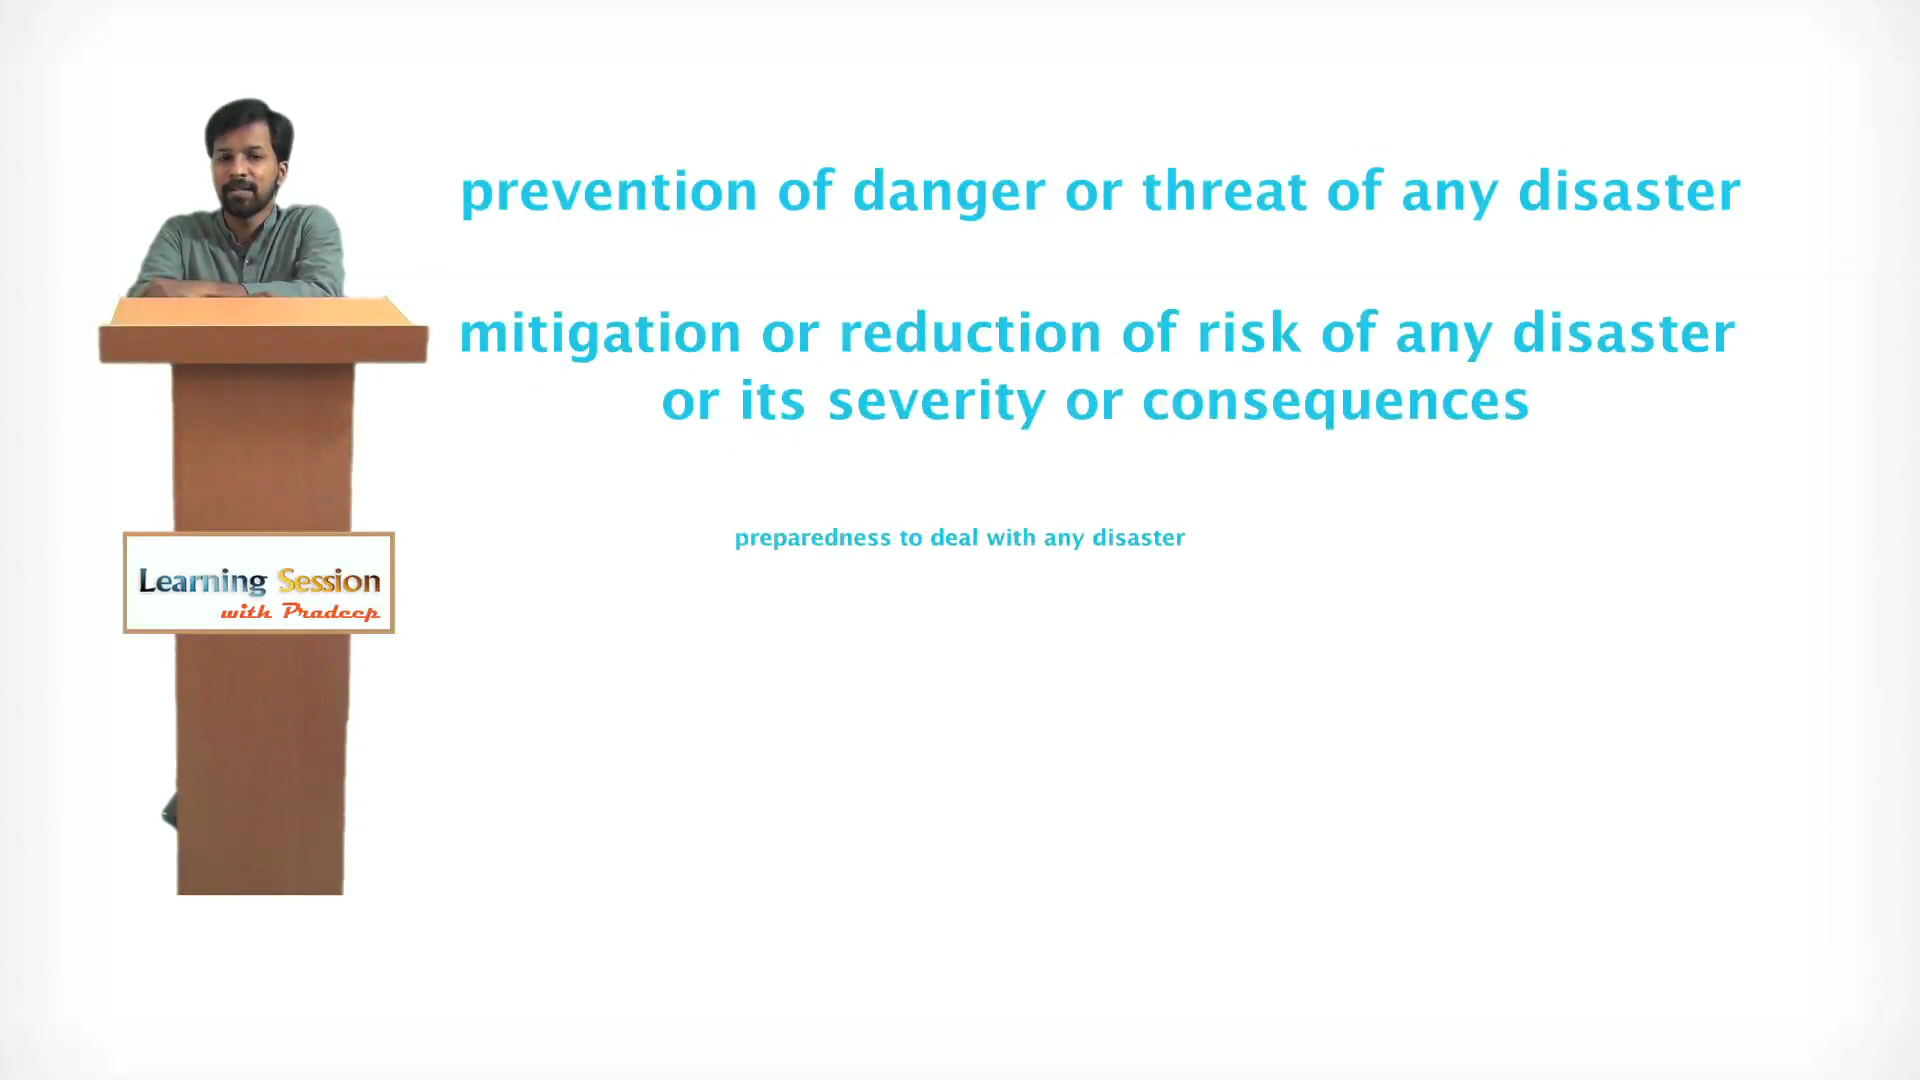 prevention of danger or threat of any disaster
mitigation or reduction of risk of any disaster
or its severity or consequences
preparedness to deal with any disaster
Learning Session
with Pradeep